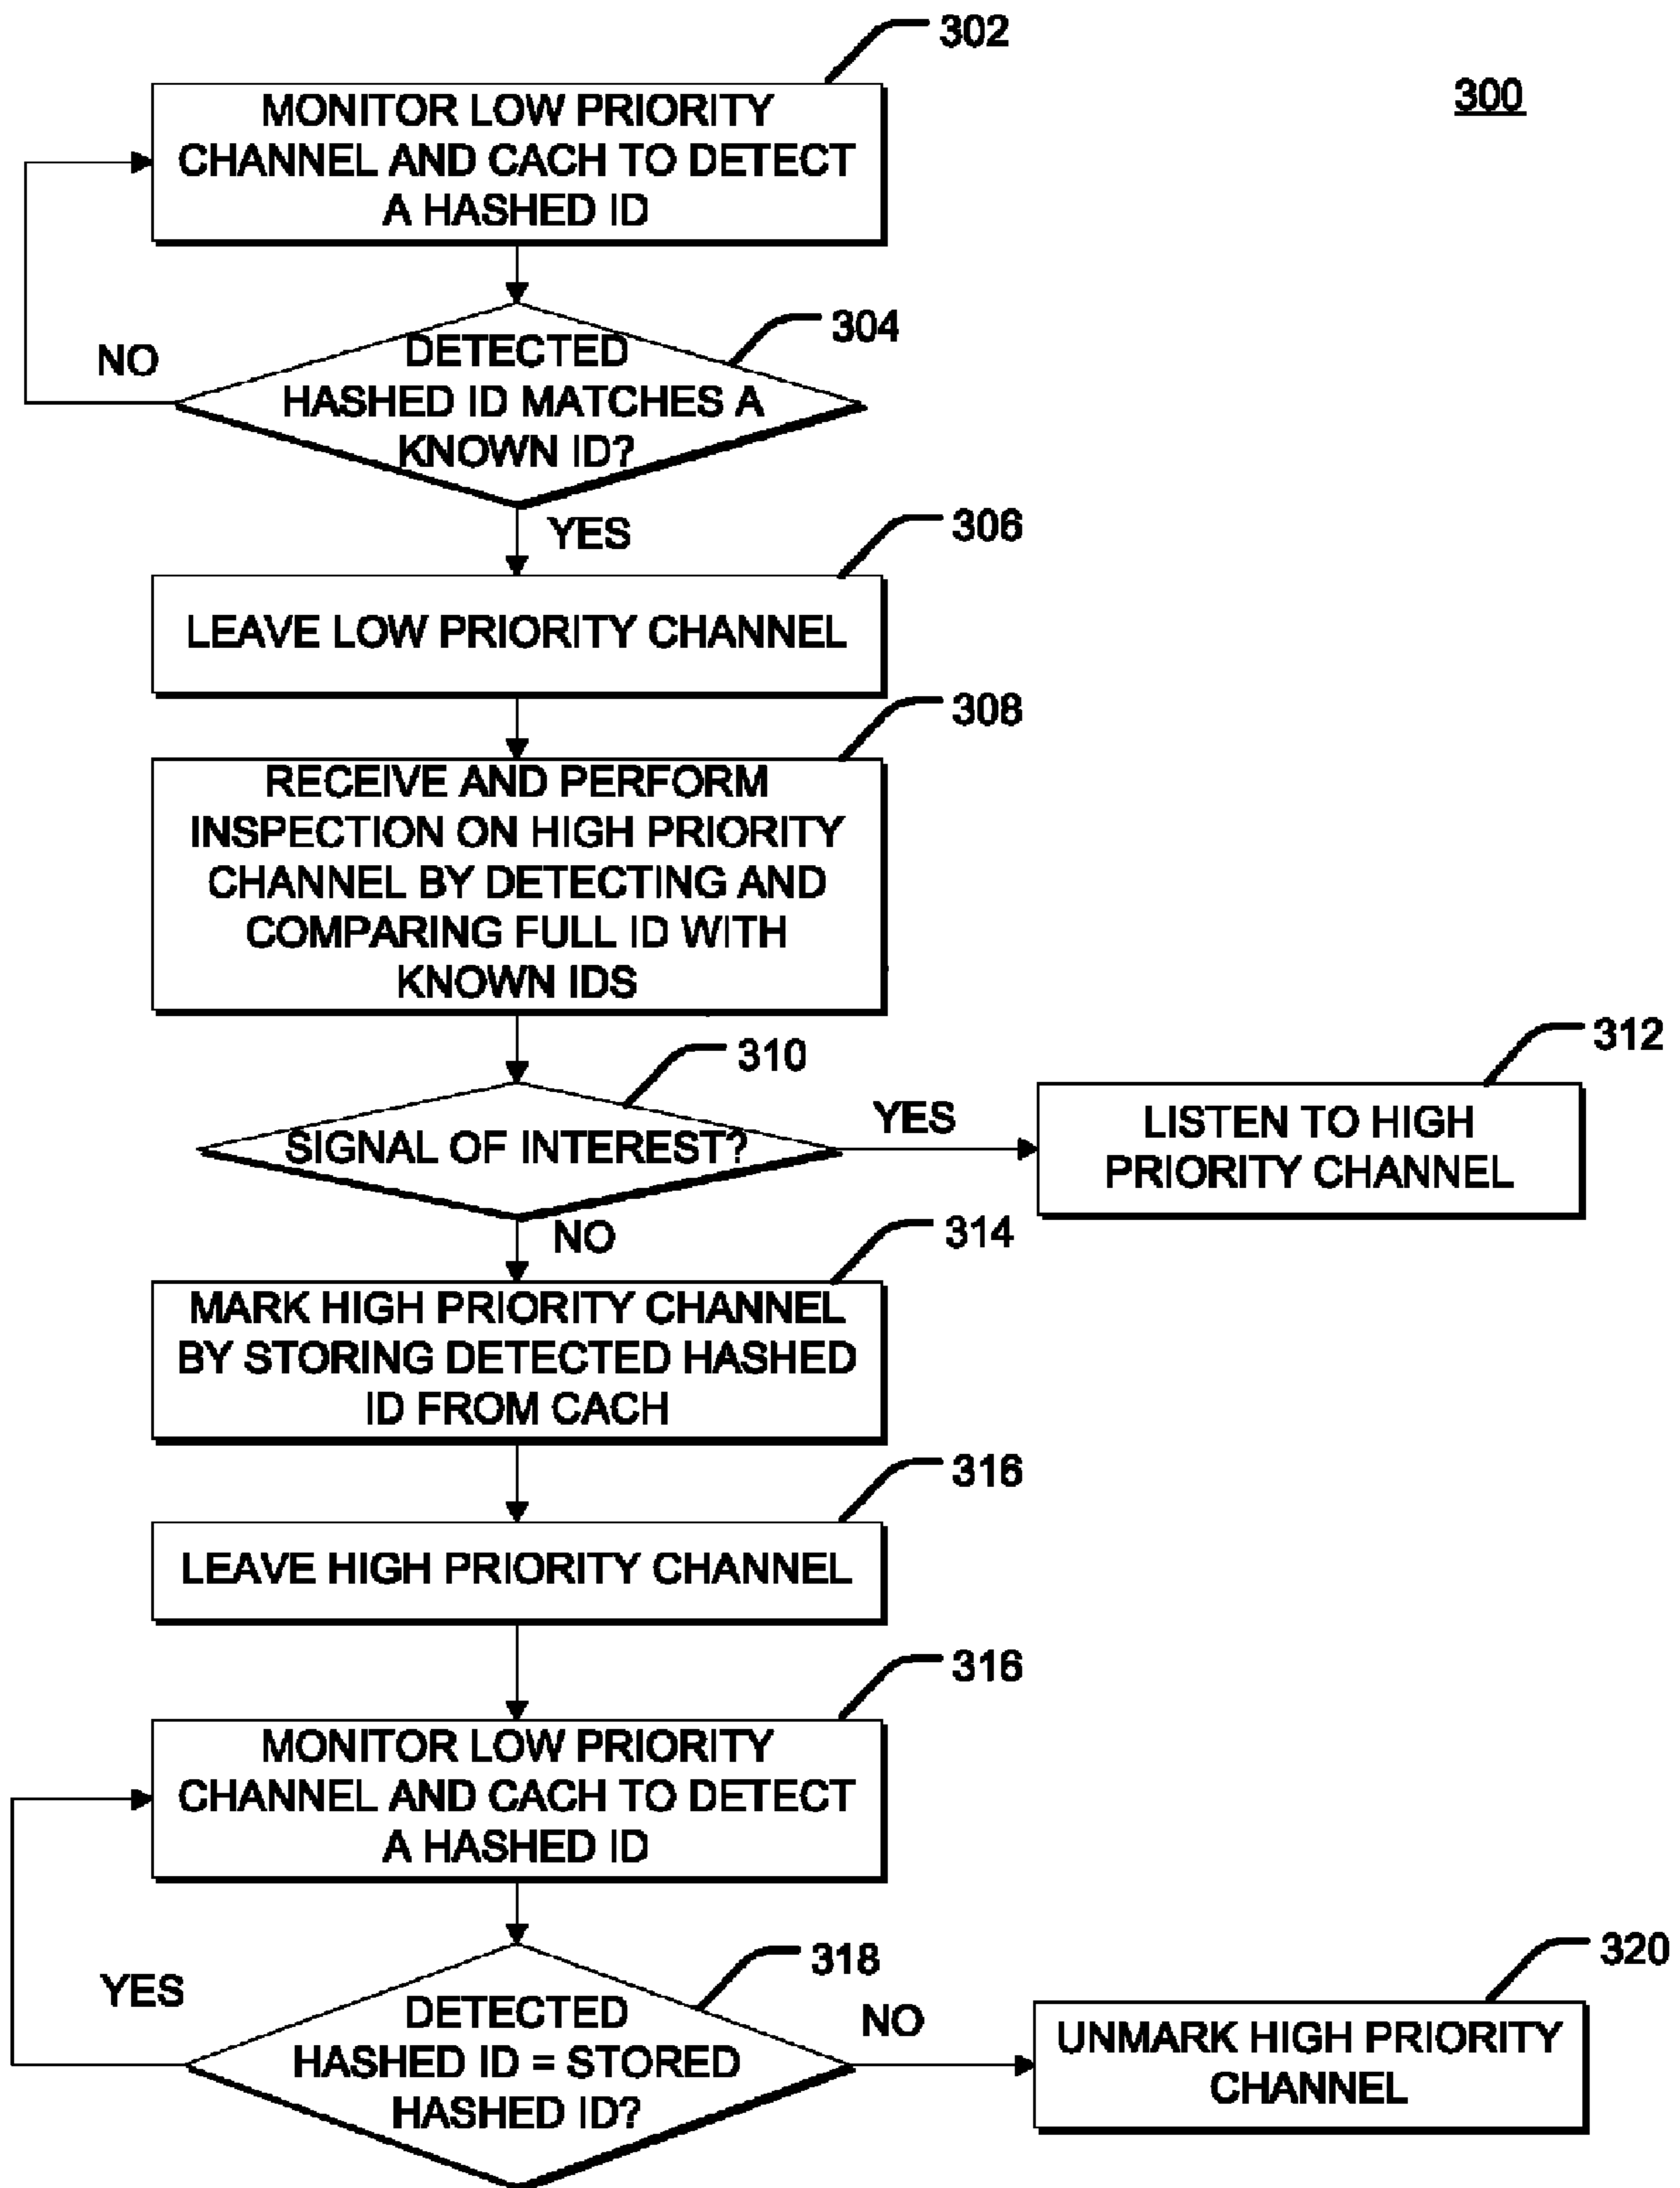 302
300
MONITOR LOW PRIORITY
CHANNEL AND CACH TO DETECT
A HASHED ID
304
NO
DETECTED
HASHED ID MATCHES A
KNOWN ID?
YES
306
LEAVE LOW PRIORITY CHANNEL
308
RECEIVE AND PERFORM
INSPECTION ON HIGH PRIORITY
CHANNEL BY DETECTING AND
COMPARING FULL ID WITH
KNOWN IDS
310
312
SIGNAL OF INTEREST?
YES
LISTEN TO HIGH
PRIORITY CHANNEL
NO
314
MARK HIGH PRIORITY CHANNEL
BY STORING DETECTED HASHED
ID FROM CACH
316
LEAVE HIGH PRIORITY CHANNEL
316
MONITOR LOW PRIORITY
CHANNEL AND CACH TO DETECT
A HASHED ID
318
320
YES
DETECTED
HASHED ID = STORED
HASHED ID?
NO
UNMARK HIGH PRIORITY
CHANNEL